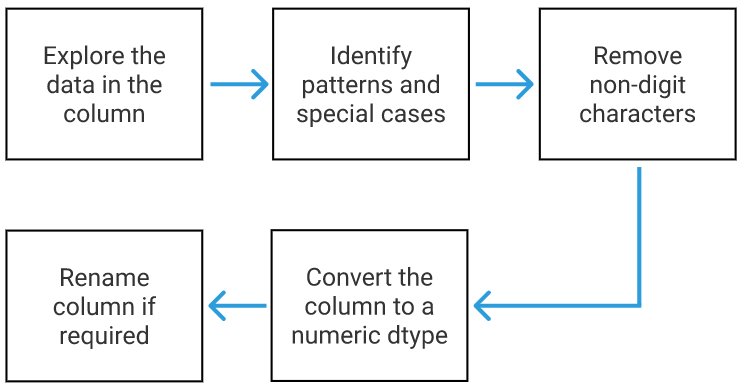 Explore the
data in the
column
Identify
patterns and
special cases
Remove
non-digit
characters
Convert the
column to a
numeric dtype
Rename
column if
required